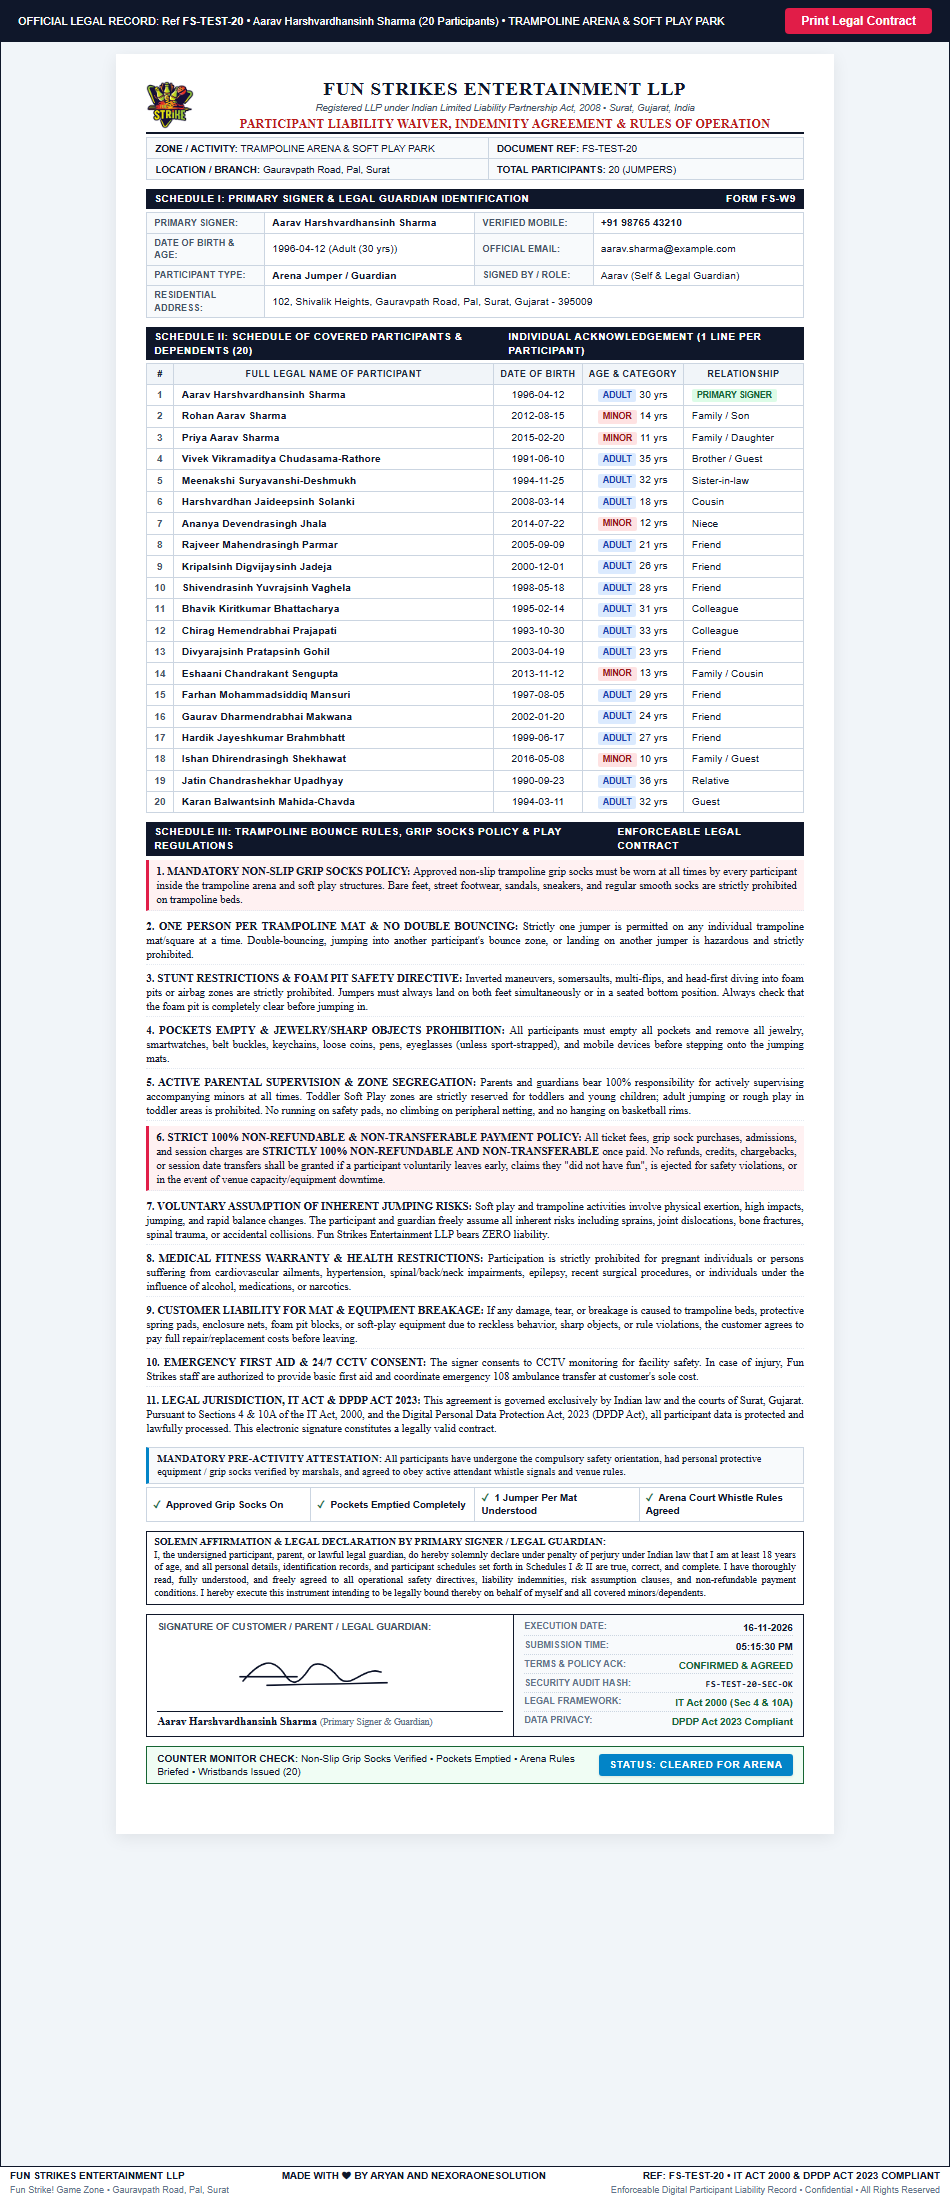 OFFICIAL LEGAL RECORD: Ref FS-TEST-20 • Aarav Harshvardhansinh Sharma (20 Participants) • TRAMPOLINE ARENA & SOFT PLAY PARK
Print Legal Contract
STRIKE
FUN STRIKES ENTERTAINMENT LLP
Registered LLP under Indian Limited Liability Partnership Act, 2008 • Surat, Gujarat, India
PARTICIPANT LIABILITY WAIVER, INDEMNITY AGREEMENT & RULES OF OPERATION
ZONE / ACTIVITY: TRAMPOLINE ARENA & SOFT PLAY PARK DOCUMENT REF: FS-TEST-20
LOCATION / BRANCH: Gauravpath Road, Pal, Surat TOTAL PARTICIPANTS: 20 (JUMPERS)
SCHEDULE I: PRIMARY SIGNER & LEGAL GUARDIAN IDENTIFICATION FORM FS-W9
PRIMARY SIGNER: Aarav Harshvardhansinh Sharma VERIFIED MOBILE: +91 98765 43210
DATE OF BIRTH & AGE: 1996-04-12 (Adult (30 yrs)) OFFICIAL EMAIL: aarav.sharma@example.com
PARTICIPANT TYPE: Arena Jumper / Guardian SIGNED BY / ROLE: Aarav (Self & Legal Guardian)
RESIDENTIAL ADDRESS: 102, Shivalik Heights, Gauravpath Road, Pal, Surat, Gujarat - 395009
SCHEDULE II: SCHEDULE OF COVERED PARTICIPANTS & DEPENDENTS (20) INDIVIDUAL ACKNOWLEDGEMENT (1 LINE PER PARTICIPANT)
# FULL LEGAL NAME OF PARTICIPANT DATE OF BIRTH AGE & CATEGORY RELATIONSHIP
1 Aarav Harshvardhansinh Sharma 1996-04-12 ADULT 30 yrs PRIMARY SIGNER
2 Rohan Aarav Sharma 2012-08-15 MINOR 14 yrs Family / Son
3 Priya Aarav Sharma 2015-02-20 MINOR 11 yrs Family / Daughter
4 Vivek Vikramaditya Chudasama-Rathore 1991-06-10 ADULT 35 yrs Brother / Guest
5 Meenakshi Suryavanshi-Deshmukh 1994-11-25 ADULT 32 yrs Sister-in-law
6 Harshvardhan Jaideepsinh Solanki 2008-03-14 ADULT 18 yrs Cousin
7 Ananya Devendrasingh Jhala 2014-07-22 MINOR 12 yrs Niece
8 Rajveer Mahendrasingh Parmar 2005-09-09 ADULT 21 yrs Friend
9 Kripalsinh Digvijaysinh Jadeja 2000-12-01 ADULT 26 yrs Friend
10 Shivendrasinh Yuvrajsinh Vaghela 1998-05-18 ADULT 28 yrs Friend
11 Bhavik Kiritkumar Bhattacharya 1995-02-14 ADULT 31 yrs Colleague
12 Chirag Hemendrabhai Prajapati 1993-10-30 ADULT 33 yrs Colleague
13 Divyarajsinh Pratapsinh Gohil 2003-04-19 ADULT 23 yrs Friend
14 Eshaani Chandrakant Sengupta 2013-11-12 MINOR 13 yrs Family / Cousin
15 Farhan Mohammadsiddiq Mansuri 1997-08-05 ADULT 29 yrs Friend
16 Gaurav Dharmendrabhai Makwana 2002-01-20 ADULT 24 yrs Friend
17 Hardik Jayeshkumar Brahmbhatt 1999-06-17 ADULT 27 yrs Friend
18 Ishan Dhirendrasingh Shekhawat 2016-05-08 MINOR 10 yrs Family / Guest
19 Jatin Chandrashekhar Upadhyay 1990-09-23 ADULT 36 yrs Relative
20 Karan Balwantsinh Mahida-Chavda 1994-03-11 ADULT 32 yrs Guest
SCHEDULE III: TRAMPOLINE BOUNCE RULES, GRIP SOCKS POLICY & PLAY REGULATIONS ENFORCEABLE LEGAL CONTRACT
1. MANDATORY NON-SLIP GRIP SOCKS POLICY: Approved non-slip trampoline grip socks must be worn at all times by every participant
inside the trampoline arena and soft play structures. Bare feet, street footwear, sandals, sneakers, and regular smooth socks are strictly prohibited
on trampoline beds.
2. ONE PERSON PER TRAMPOLINE MAT & NO DOUBLE BOUNCING: Strictly one jumper is permitted on any individual trampoline
mat/square at a time. Double-bouncing, jumping into another participant's bounce zone, or landing on another jumper is hazardous and strictly
prohibited.
3. STUNT RESTRICTIONS & FOAM PIT SAFETY DIRECTIVE: Inverted maneuvers, somersaults, multi-flips, and head-first diving into foam
pits or airbag zones are strictly prohibited. Jumpers must always land on both feet simultaneously or in a seated bottom position. Always check that
the foam pit is completely clear before jumping in.
4. POCKETS EMPTY & JEWELRY/SHARP OBJECTS PROHIBITION: All participants must empty all pockets and remove all jewelry,
smartwatches, belt buckles, keychains, loose coins, pens, eyeglasses (unless sport-strapped), and mobile devices before stepping onto the jumping
mats.
5. ACTIVE PARENTAL SUPERVISION & ZONE SEGREGATION: Parents and guardians bear 100% responsibility for actively supervising
accompanying minors at all times. Toddler Soft Play zones are strictly reserved for toddlers and young children; adult jumping or rough play in
toddler areas is prohibited. No running on safety pads, no climbing on peripheral netting, and no hanging on basketball rims.
6. STRICT 100% NON-REFUNDABLE & NON-TRANSFERABLE PAYMENT POLICY: All ticket fees, grip sock purchases, admissions,
and session charges are STRICTLY 100% NON-REFUNDABLE AND NON-TRANSFERABLE once paid. No refunds, credits, chargebacks,
or session date transfers shall be granted if a participant voluntarily leaves early, claims they "did not have fun", is ejected for safety violations, or
in the event of venue capacity/equipment downtime.
7. VOLUNTARY ASSUMPTION OF INHERENT JUMPING RISKS: Soft play and trampoline activities involve physical exertion, high impacts,
jumping, and rapid balance changes. The participant and guardian freely assume all inherent risks including sprains, joint dislocations, bone fractures,
spinal trauma, or accidental collisions. Fun Strikes Entertainment LLP bears ZERO liability.
8. MEDICAL FITNESS WARRANTY & HEALTH RESTRICTIONS: Participation is strictly prohibited for pregnant individuals or persons
suffering from cardiovascular ailments, hypertension, spinal/back/neck impairments, epilepsy, recent surgical procedures, or individuals under the
influence of alcohol, medications, or narcotics.
9. CUSTOMER LIABILITY FOR MAT & EQUIPMENT BREAKAGE: If any damage, tear, or breakage is caused to trampoline beds, protective
spring pads, enclosure nets, foam pit blocks, or soft-play equipment due to reckless behavior, sharp objects, or rule violations, the customer agrees to
pay full repair/replacement costs before leaving.
10. EMERGENCY FIRST AID & 24/7 CCTV CONSENT: The signer consents to CCTV monitoring for facility safety. In case of injury, Fun
Strikes staff are authorized to provide basic first aid and coordinate emergency 108 ambulance transfer at customer's sole cost.
11. LEGAL JURISDICTION, IT ACT & DPDP ACT 2023: This agreement is governed exclusively by Indian law and the courts of Surat, Gujarat.
Pursuant to Sections 4 & 10A of the IT Act, 2000, and the Digital Personal Data Protection Act, 2023 (DPDP Act), all participant data is protected and
lawfully processed. This electronic signature constitutes a legally valid contract.
MANDATORY PRE-ACTIVITY ATTESTATION: All participants have undergone the compulsory safety orientation, had personal protective
equipment / grip socks verified by marshals, and agreed to obey active attendant whistle signals and venue rules.
✓ Approved Grip Socks On ✓ Pockets Emptied Completely ✓ 1 Jumper Per Mat Understood ✓ Arena Court Whistle Rules Agreed
SOLEMN AFFIRMATION & LEGAL DECLARATION BY PRIMARY SIGNER / LEGAL GUARDIAN:
I, the undersigned participant, parent, or lawful legal guardian, do hereby solemnly declare under penalty of perjury under Indian law that I am at least 18 years
of age, and all personal details, identification records, and participant schedules set forth in Schedules I & II are true, correct, and complete. I have thoroughly
read, fully understood, and freely agreed to all operational safety directives, liability indemnities, risk assumption clauses, and non-refundable payment
conditions. I hereby execute this instrument intending to be legally bound thereby on behalf of myself and all covered minors/dependents.
SIGNATURE OF CUSTOMER / PARENT / LEGAL GUARDIAN:
Aarav Harshvardhansinh Sharma (Primary Signer & Guardian)
EXECUTION DATE: 16-11-2026
SUBMISSION TIME: 05:15:30 PM
TERMS & POLICY ACK: CONFIRMED & AGREED
SECURITY AUDIT HASH: FS-TEST-20-SEC-OK
LEGAL FRAMEWORK: IT Act 2000 (Sec 4 & 10A)
DATA PRIVACY: DPDP Act 2023 Compliant
COUNTER MONITOR CHECK: Non-Slip Grip Socks Verified • Pockets Emptied • Arena Rules
Briefed • Wristbands Issued (20)
STATUS: CLEARED FOR ARENA
FUN STRIKES ENTERTAINMENT LLP MADE WITH ❤ BY ARYAN AND NEXORAONESOLUTION REF: FS-TEST-20 • IT ACT 2000 & DPDP ACT 2023 COMPLIANT
Fun Strike! Game Zone • Gauravpath Road, Pal, Surat Enforceable Digital Participant Liability Record • Confidential • All Rights Reserved